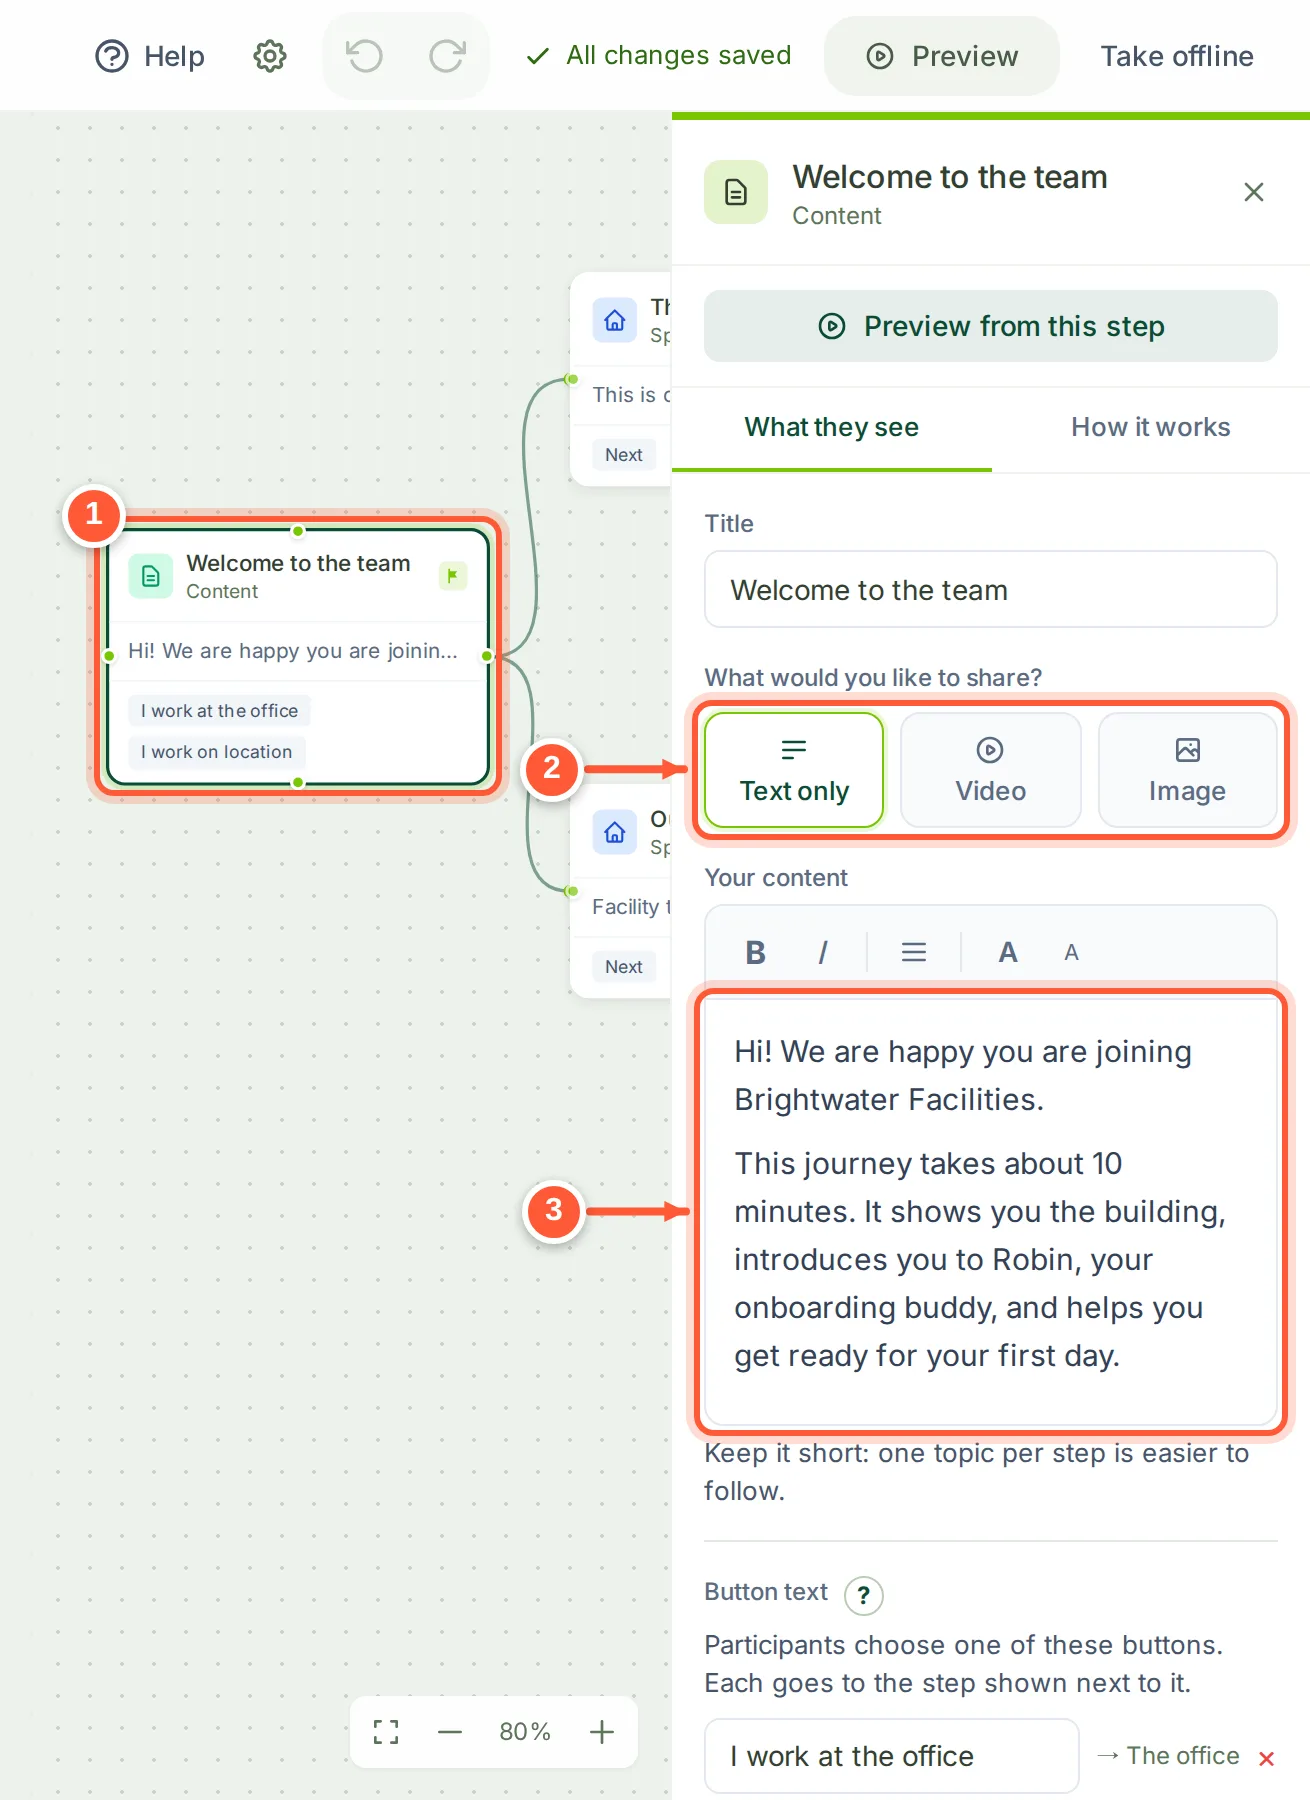 Help
All changes saved
Preview
Take offline
Welcome to the team
Content
Preview from this step
What they see
How it works
Title
Welcome to the team
What would you like to share?
Text only
Video
Image
Your content
B
I
A
A
Hi! We are happy you are joining
Brightwater Facilities.
This journey takes about 10
minutes. It shows you the building,
introduces you to Robin, your
onboarding buddy, and helps you
get ready for your first day.
Keep it short: one topic per step is easier to
follow.
Button text ?
Participants choose one of these buttons.
Each goes to the step shown next to it.
I work at the office
→ The office ×
1
Welcome to the team
Content
Hi! We are happy you are joinin...
I work at the office
I work on location
2
3
This is
Next
Facility
Next
80%